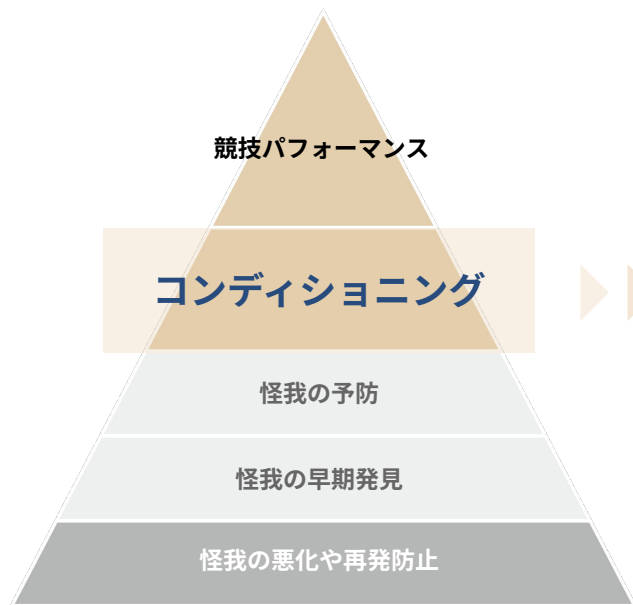 競技パフォーマンス
コンディショニング
怪我の予防
怪我の早期発見
怪我の悪化や再発防止